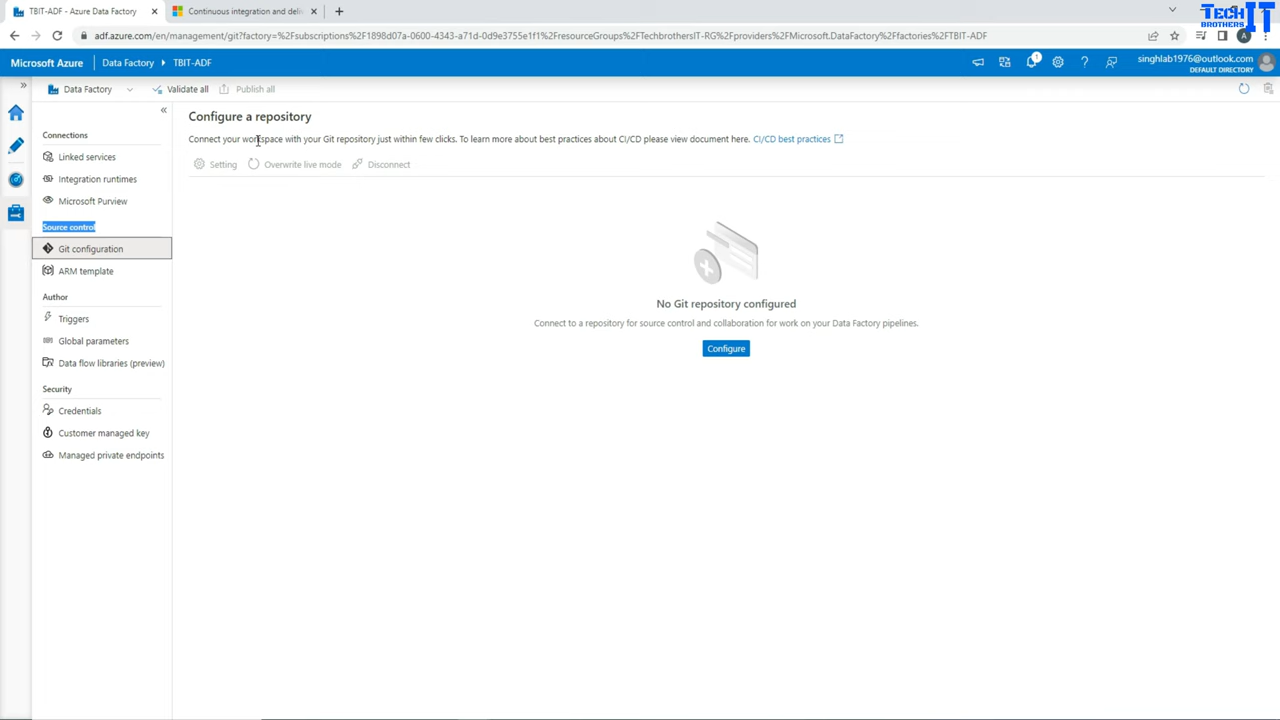 TBIT-ADF - Azure Data Factory
Continuous integration and deliv
TECH IT
BROTHERS
adf.azure.com/en/management/git?factory=%2Fsubscriptions%2F1898d07a-0600-4343-a71d-0d9e3755e1f1%2FresourceGroups%2FTechbrothersIT-RG%2Fproviders%2FMicrosoft.DataFactory%2Ffactories%2FTBIT-ADF
A
Microsoft Azure
Data Factory
TBIT-ADF
1
singhlab1976@outlook.com
DEFAULT DIRECTORY
Data Factory
Validate all
Publish all
Connections
Linked services
Integration runtimes
Microsoft Purview
Source control
Git configuration
ARM template
Author
Triggers
Global parameters
Data flow libraries (preview)
Security
Credentials
Customer managed key
Managed private endpoints
Configure a repository
Connect your workspace with your Git repository just within few clicks. To learn more about best practices about CI/CD please view document here. CI/CD best practices
Setting
Overwrite live mode
Disconnect
No Git repository configured
Connect to a repository for source control and collaboration for work on your Data Factory pipelines.
Configure